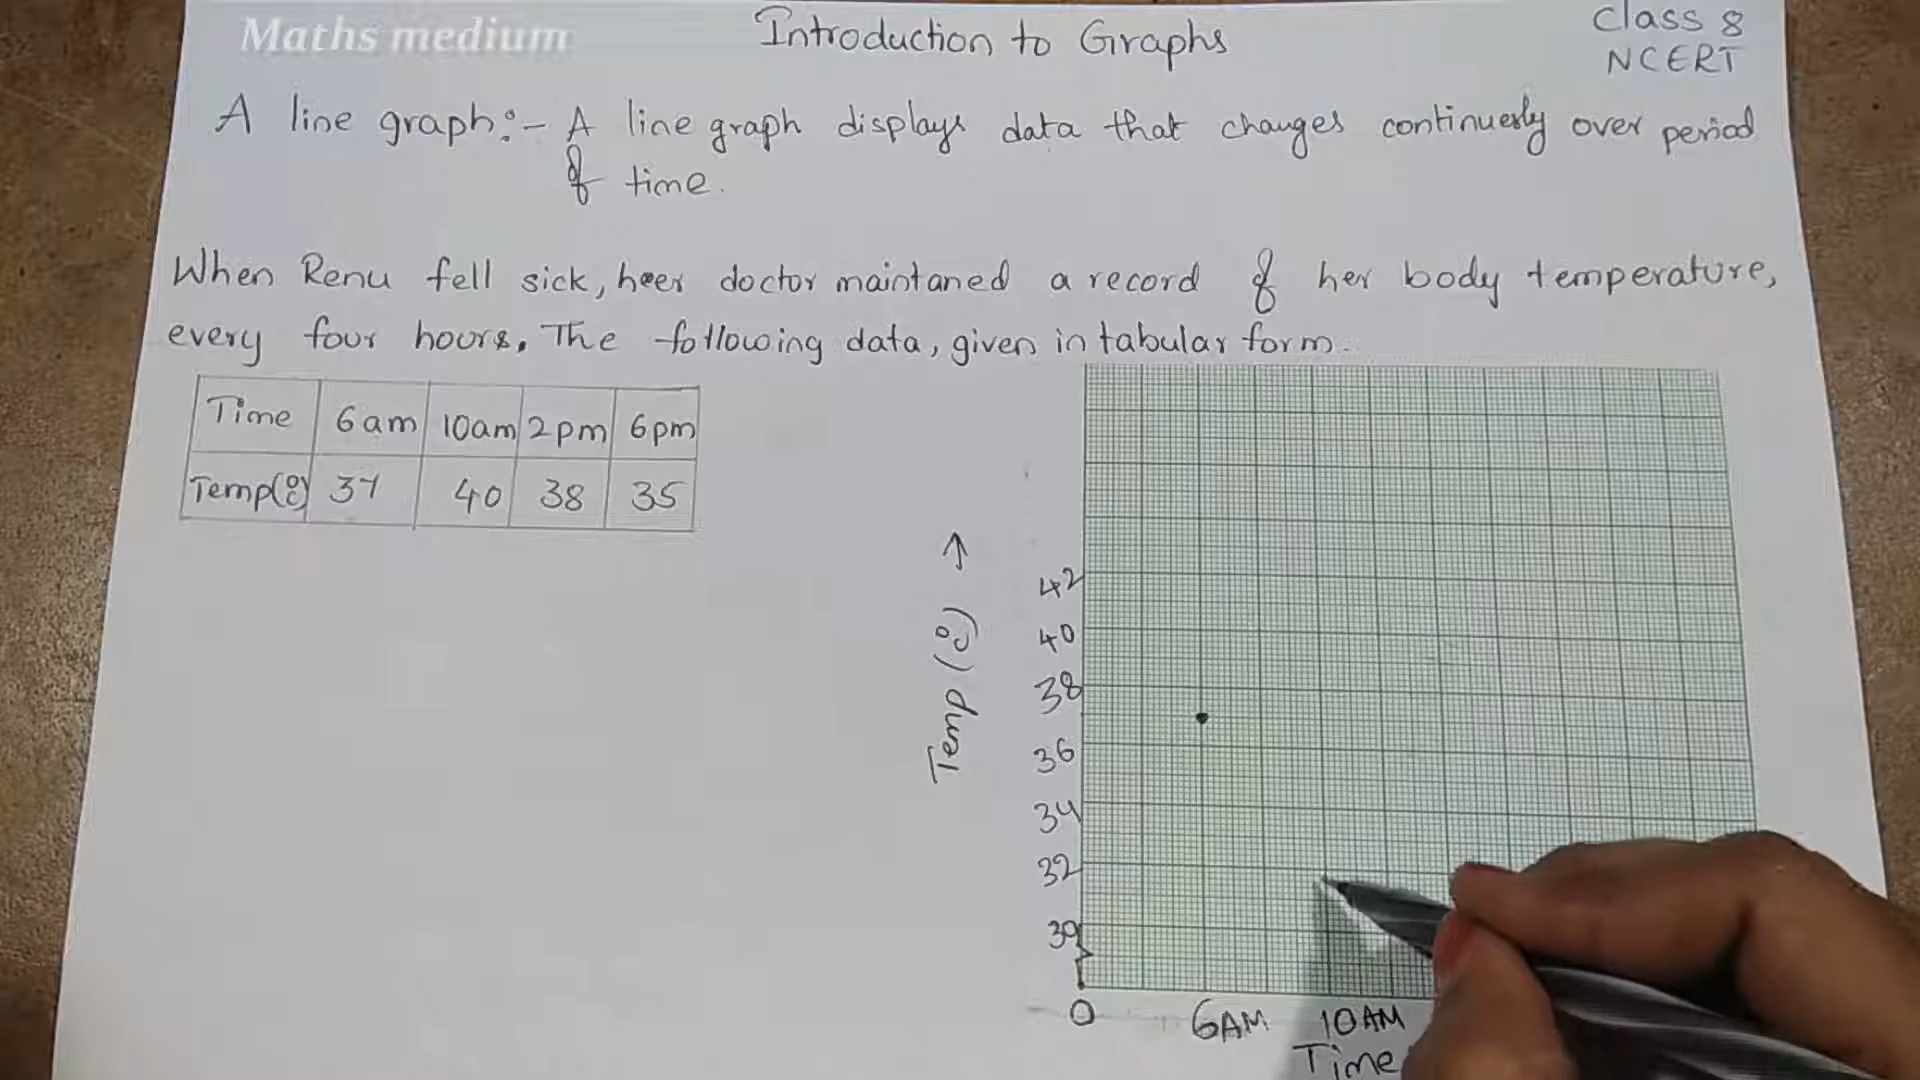 Maths medium
Introduction to Graphs
Class 8
NCERT
A line graph:- A line graph displays data that changes continuesly over period
of time.
When Renu fell sick, heer doctor maintaned a record of her body temperature,
every four hours. The following data, given in tabular form.
Time 6am 10am 2pm 6pm
Temp(°C) 37 40 38 35
Temp (°C) →
42
40
38
36
34
32
30
0 6AM 10AM
Time